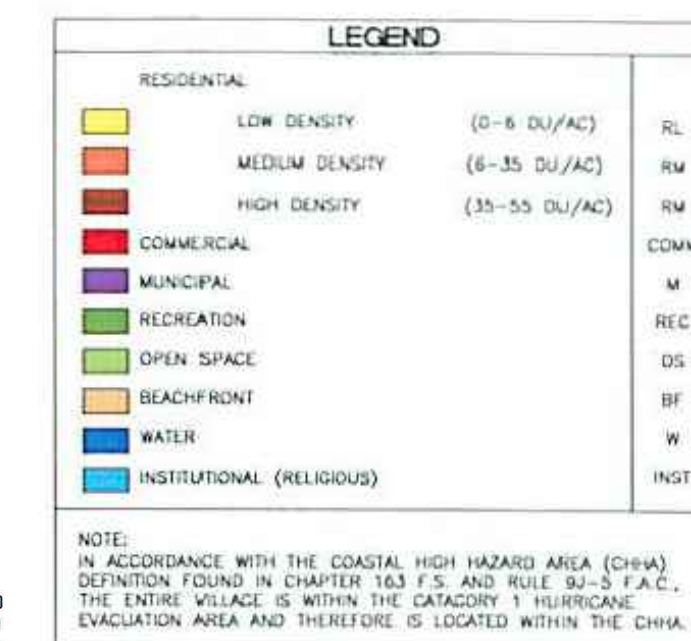 LEGEND
RESIDENTIAL
LOW DENSITY (0-6 DU/AC) RL
MEDIUM DENSITY (6-35 DU/AC) RM
HIGH DENSITY (35-55 DU/AC) RM
COMMERCIAL COMM
MUNICIPAL M
RECREATION REC
OPEN SPACE OS
BEACHFRONT BF
WATER W
INSTITUTIONAL (RELIGIOUS) INST
NOTE:
IN ACCORDANCE WITH THE COASTAL HIGH HAZARD AREA (CHHA)
DEFINITION FOUND IN CHAPTER 163 F.S. AND RULE 9J-5 F.A.C.,
THE ENTIRE VILLAGE IS WITHIN THE CATAGORY 1 HURRICANE
EVACUATION AREA AND THEREFORE IS LOCATED WITHIN THE CHHA.